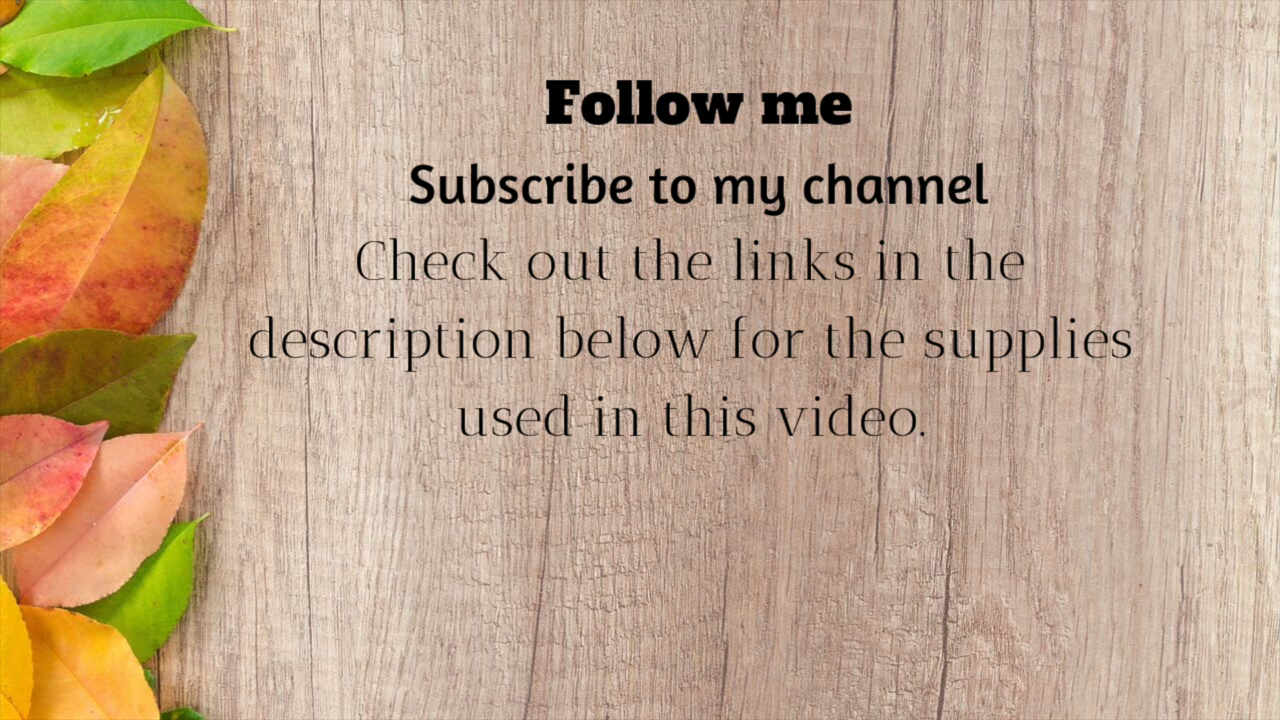 Follow me
Subscribe to my channel
Check out the links in the
description below for the supplies
used in this video.